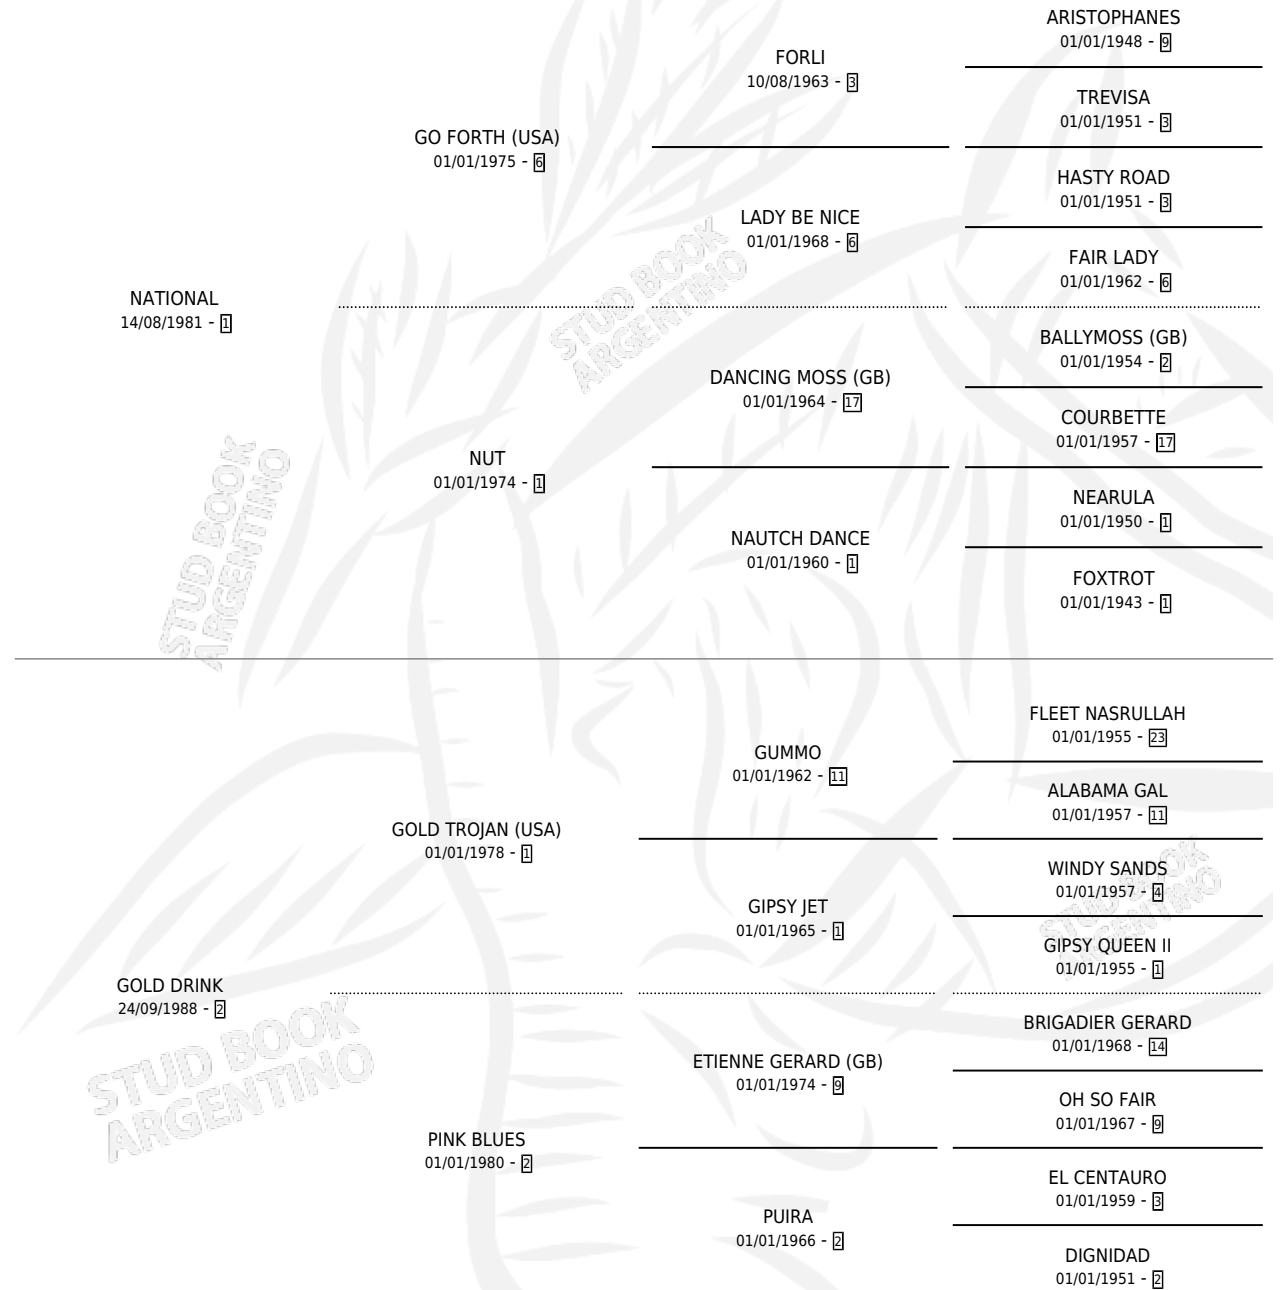 ARISTOPHANES
01/01/1948 - 9
FORLI
10/08/1963 - 3
TREVISA
01/01/1951 - 3
GO FORTH (USA)
01/01/1975 - 6
HASTY ROAD
01/01/1951 - 3
LADY BE NICE
01/01/1968 - 6
FAIR LADY
01/01/1962 - 6
NATIONAL
14/08/1981 - 1
STUD BOOK
ARGENTINO
BALLYMOSS (GB)
01/01/1954 - 2
DANCING MOSS (GB)
01/01/1964 - 17
COURBETTE
01/01/1957 - 17
NUT
01/01/1974 - 1
NEARULA
01/01/1950 - 1
NAUTCH DANCE
01/01/1960 - 1
FOXTROT
01/01/1943 - 1
STUD BOOK
ARGENTINO
FLEET NASRULLAH
01/01/1955 - 23
GUMMO
01/01/1962 - 11
ALABAMA GAL
01/01/1957 - 11
GOLD TROJAN (USA)
01/01/1978 - 1
WINDY SANDS
01/01/1957 - 4
GIPSY JET
01/01/1965 - 1
STUD BOOK
ARGENTINO
GIPSY QUEEN II
01/01/1955 - 1
GOLD DRINK
24/09/1988 - 2
STUD BOOK
ARGENTINO
BRIGADIER GERARD
01/01/1968 - 14
ETIENNE GERARD (GB)
01/01/1974 - 9
OH SO FAIR
01/01/1967 - 9
PINK BLUES
01/01/1980 - 2
EL CENTAURO
01/01/1959 - 3
PUIRA
01/01/1966 - 2
DIGNIDAD
01/01/1951 - 2